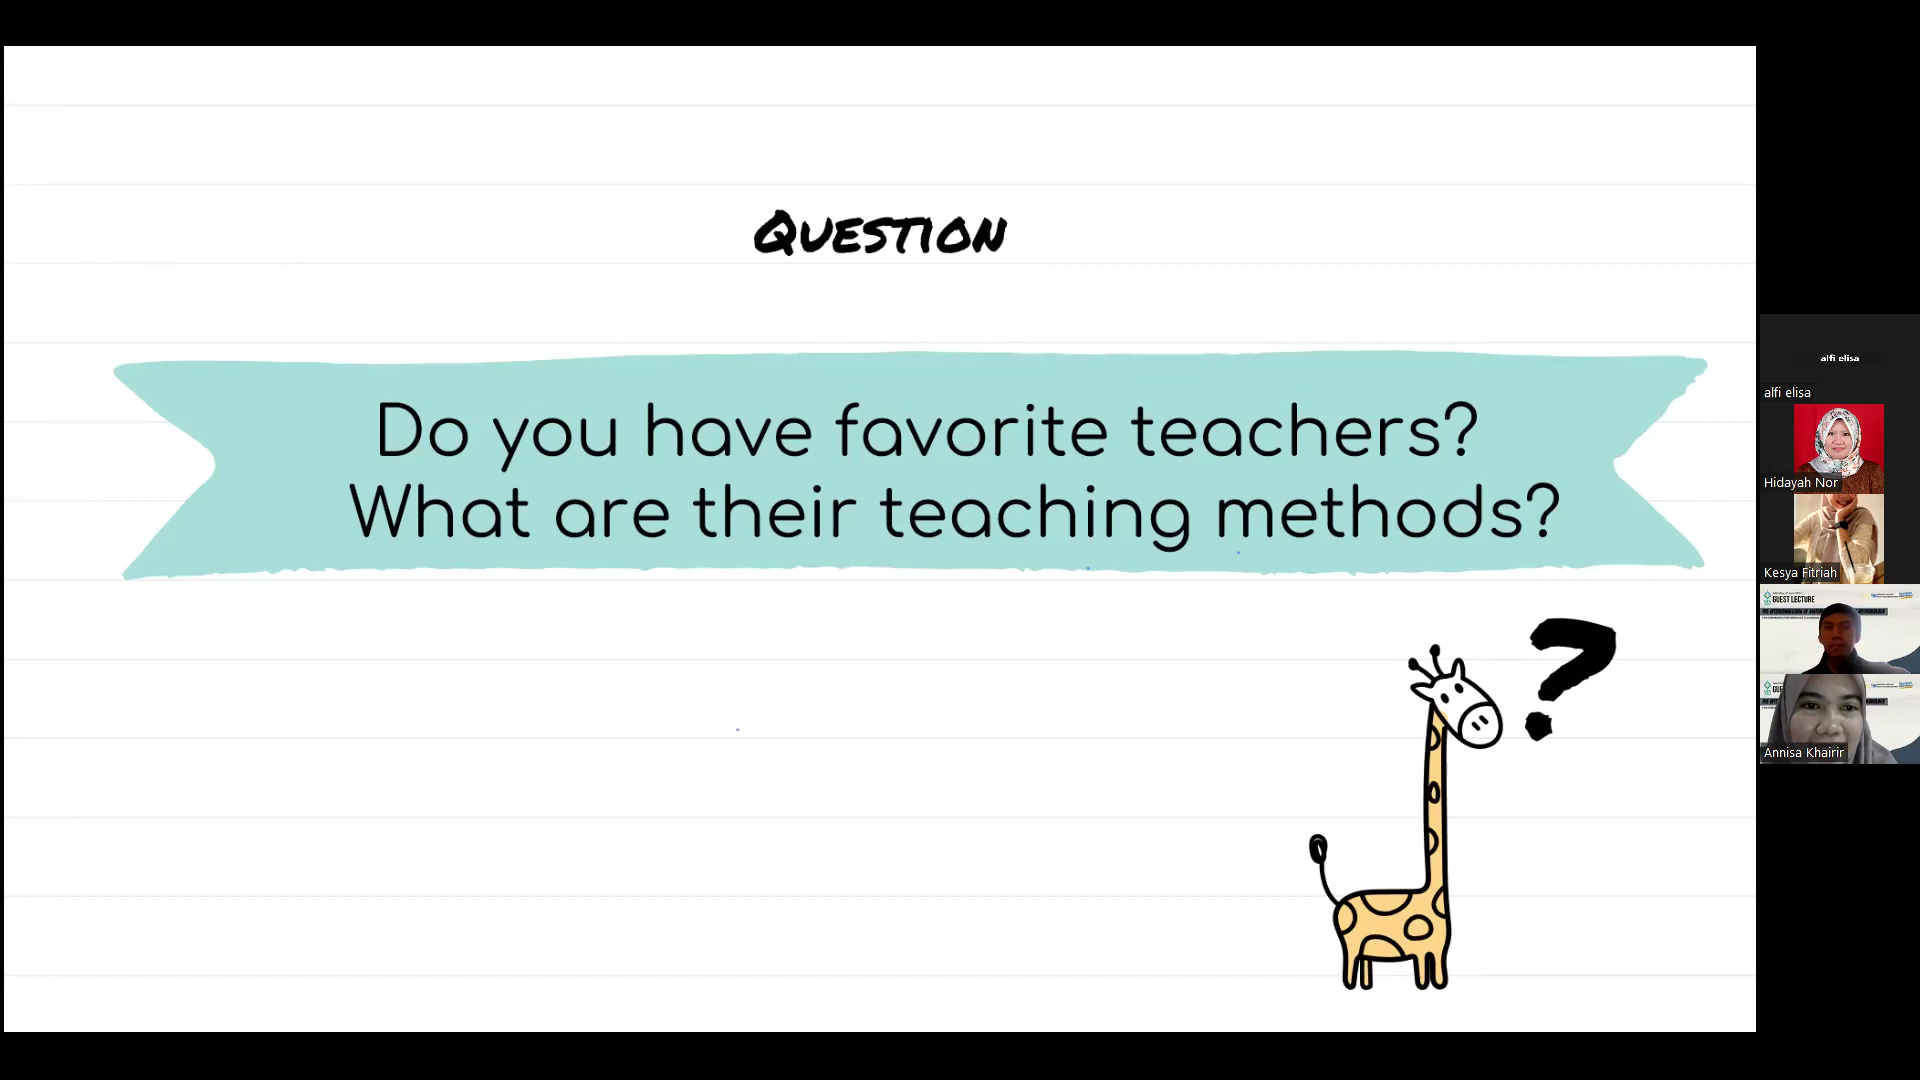 QUESTION
Do you have favorite teachers?
What are their teaching methods?
?
alfi elisa
alfi elisa
Hidayah Nor
Kesya Fitriah
GUEST LECTURE
Annisa Khairir